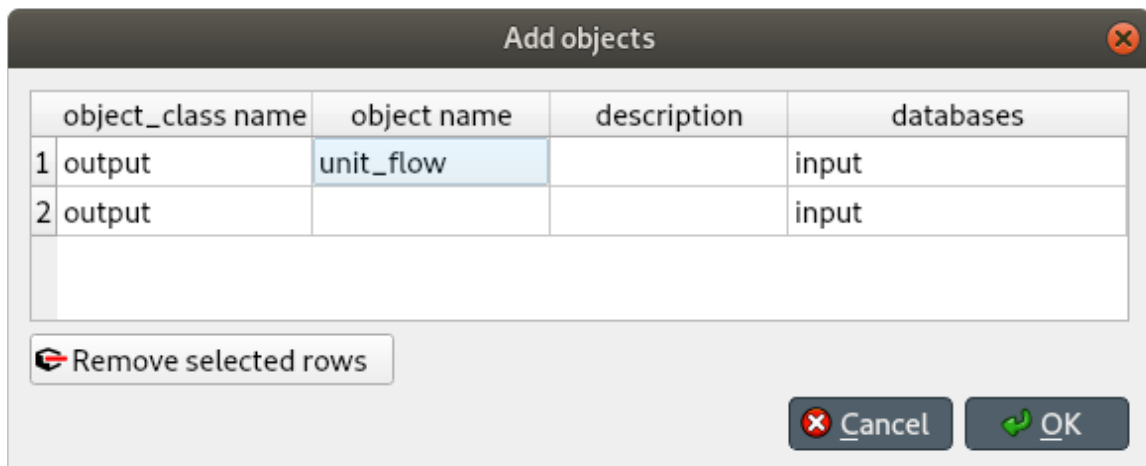 Add objects
object_class name object name description databases
1 output unit_flow input
2 output input
Remove selected rows
Cancel OK